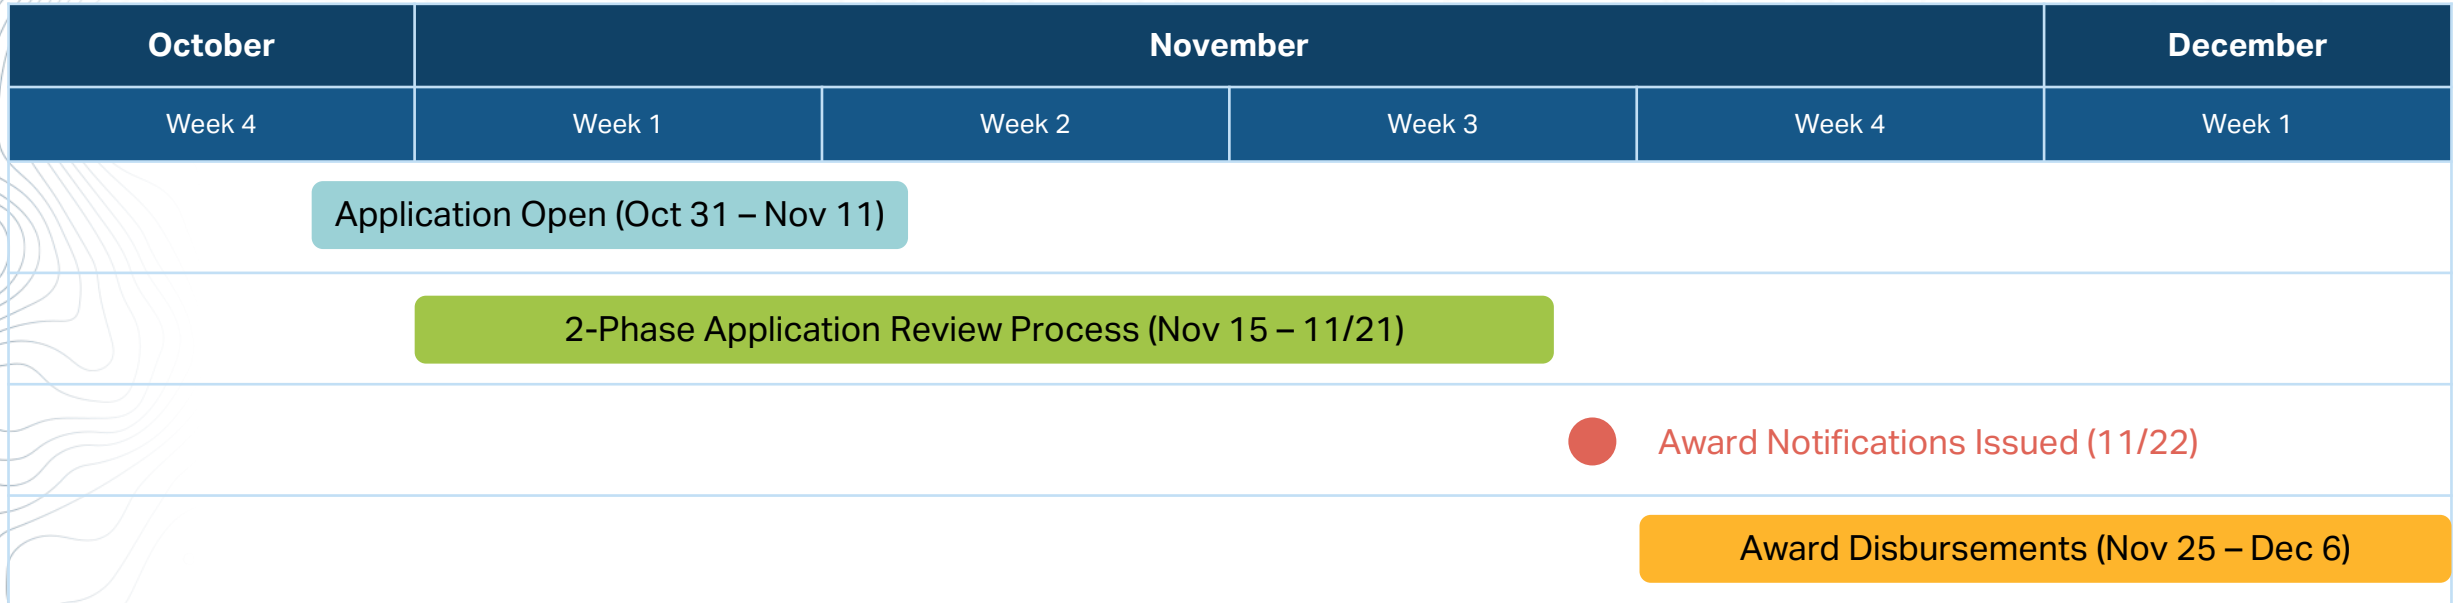 October
November
December
Week 4
Week 1
Week 2
Week 3
Week 4
Week 1
Application Open (Oct 31 – Nov 11)
2-Phase Application Review Process (Nov 15 – 11/21)
Award Notifications Issued (11/22)
Award Disbursements (Nov 25 – Dec 6)